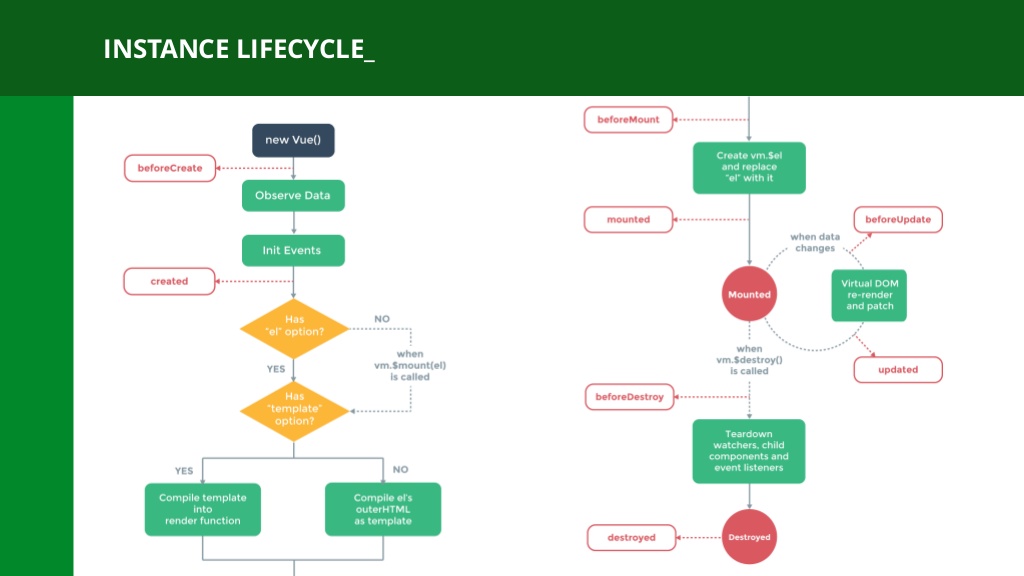 INSTANCE LIFECYCLE_
new Vue()
beforeCreate
Observe Data
Init Events
created
Has
"el" option?
NO
when
vm.$mount(el)
is called
YES
Has
"template"
option?
YES
NO
Compile template
into
render function
Compile el's
outerHTML
as template
beforeMount
Create vm.$el
and replace
"el" with it
mounted
beforeUpdate
when data
changes
Mounted
Virtual DOM
re-render
and patch
when
vm.$destroy()
is called
updated
beforeDestroy
Teardown
watchers, child
components and
event listeners
destroyed
Destroyed